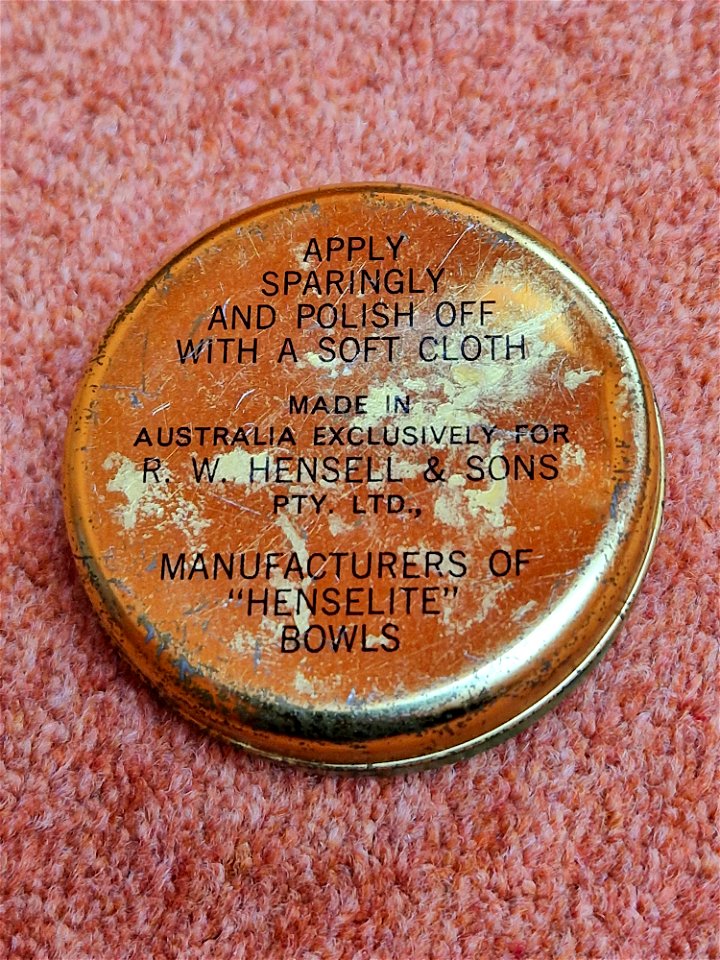 APPLY
SPARINGLY
AND POLISH OFF
WITH A SOFT CLOTH
MADE IN
AUSTRALIA EXCLUSIVELY FOR
R. W. HENSELL & SONS
PTY. LTD.,
MANUFACTURERS OF
"HENSELITE"
BOWLS